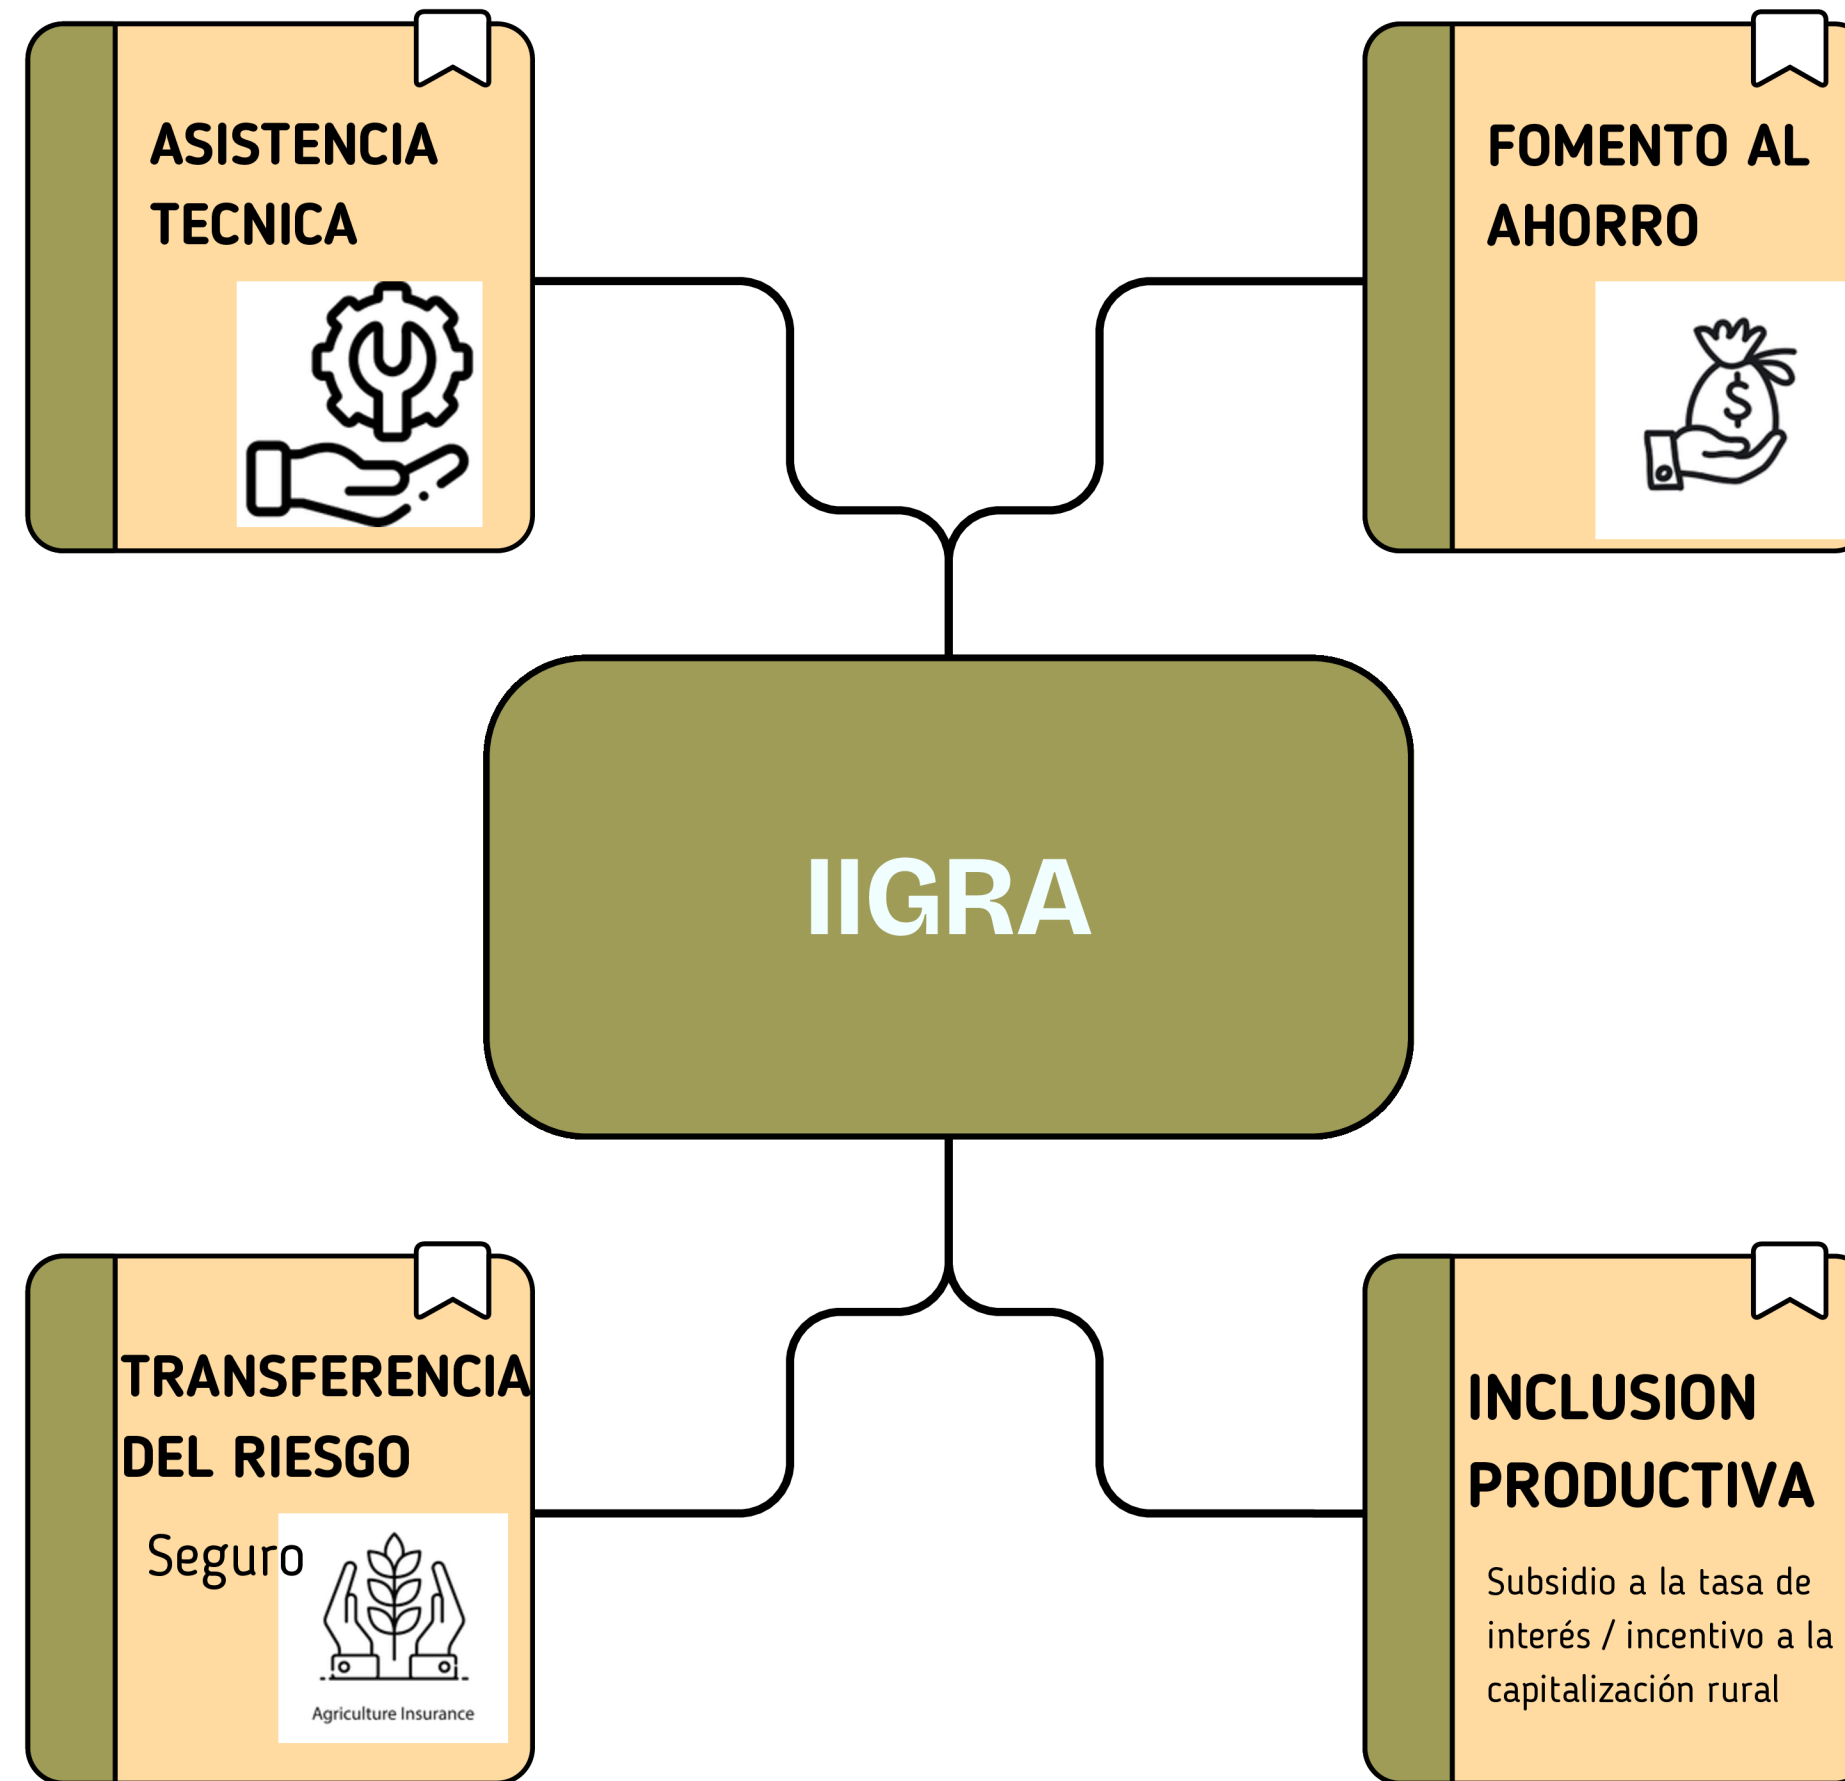 ASISTENCIA
TECNICA
FOMENTO AL
AHORRO
$
IIGRA
TRANSFERENCIA
DEL RIESGO
Seguro
Agriculture Insurance
INCLUSION
PRODUCTIVA
Subsidio a la tasa de
interés / incentivo a la
capitalización rural